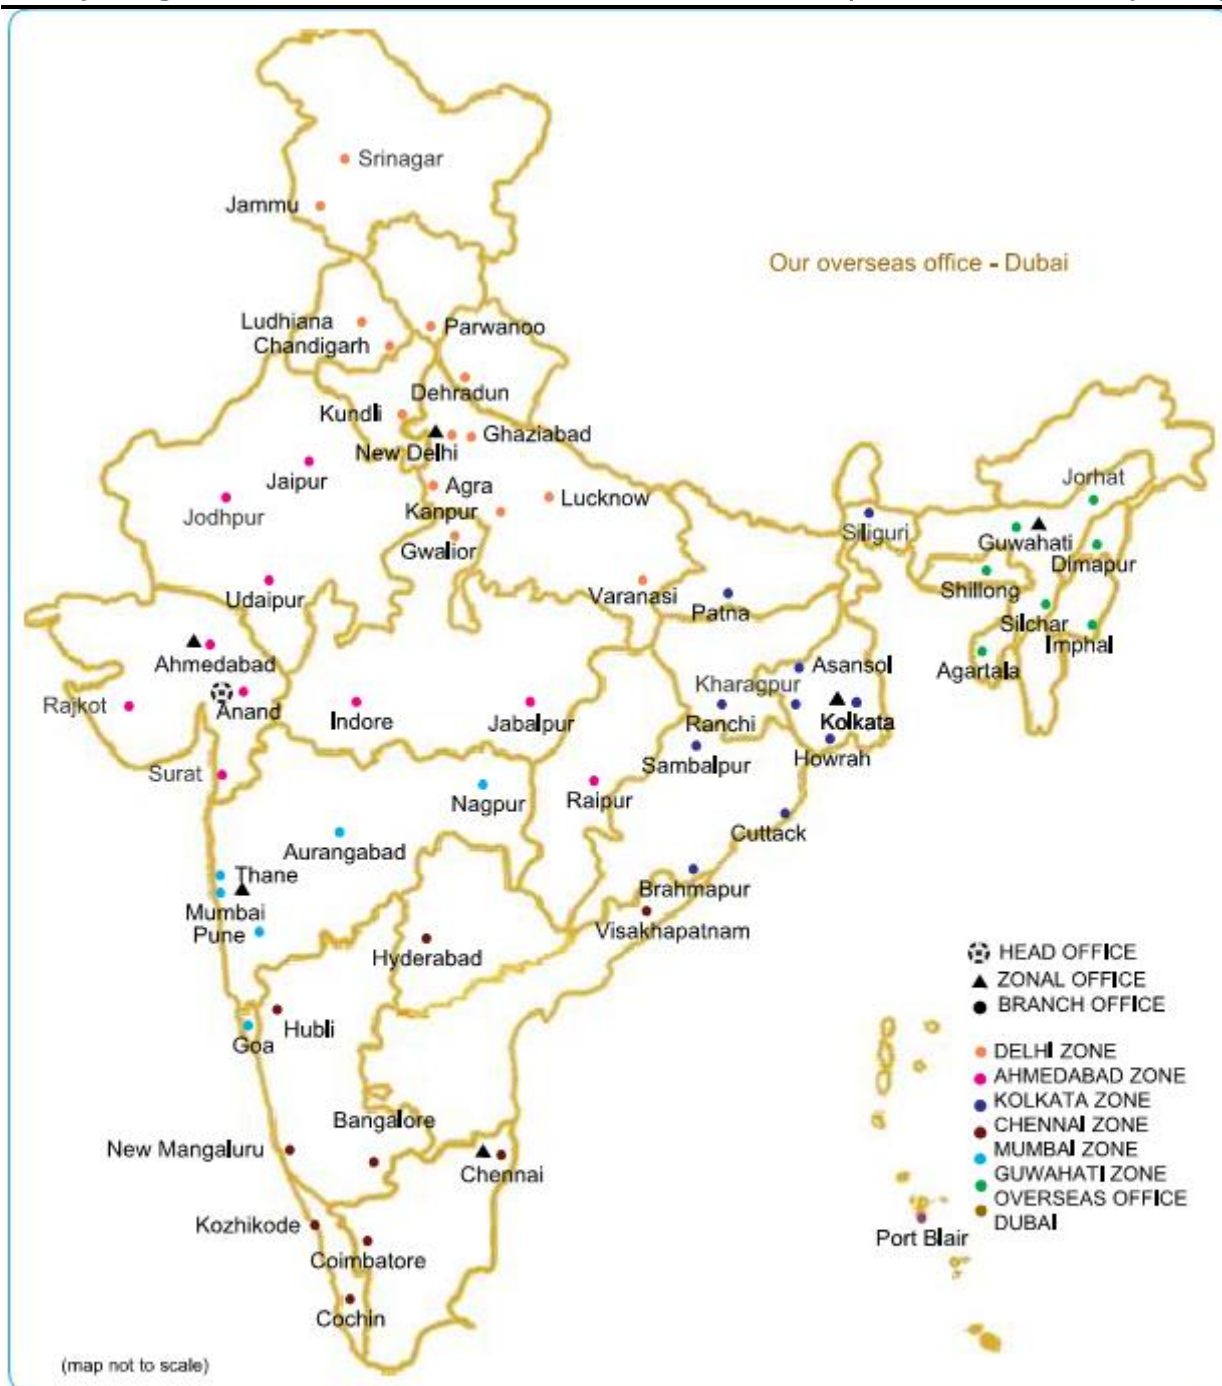 Srinagar
Jammu
Our overseas office - Dubai
Ludhiana
Parwanoo
Chandigarh
Dehradun
Kundli
Ghaziabad
New Delhi
Jaipur
Agra
Lucknow
Jorhat
Jodhpur
Kanpur
Siliguri
Guwahati
Gwalior
Dimapur
Shillong
Udaipur
Varanasi
Patna
Silchar
Imphal
Ahmedabad
Asansol
Agartala
Kharagpur
Rajkot
Anand
Indore
Jabalpur
Ranchi
Kolkata
Howrah
Sambalpur
Surat
Nagpur
Raipur
Cuttack
Aurangabad
Thane
Brahmapur
Mumbai
Pune
Visakhapatnam
Hyderabad
HEAD OFFICE
ZONAL OFFICE
BRANCH OFFICE
Hubli
Goa
DELHI ZONE
AHMEDABAD ZONE
KOLKATA ZONE
CHENNAI ZONE
MUMBAI ZONE
GUWAHATI ZONE
OVERSEAS OFFICE
DUBAI
Bangalore
New Mangaluru
Chennai
Kozhikode
Port Blair
Coimbatore
Cochin
(map not to scale)